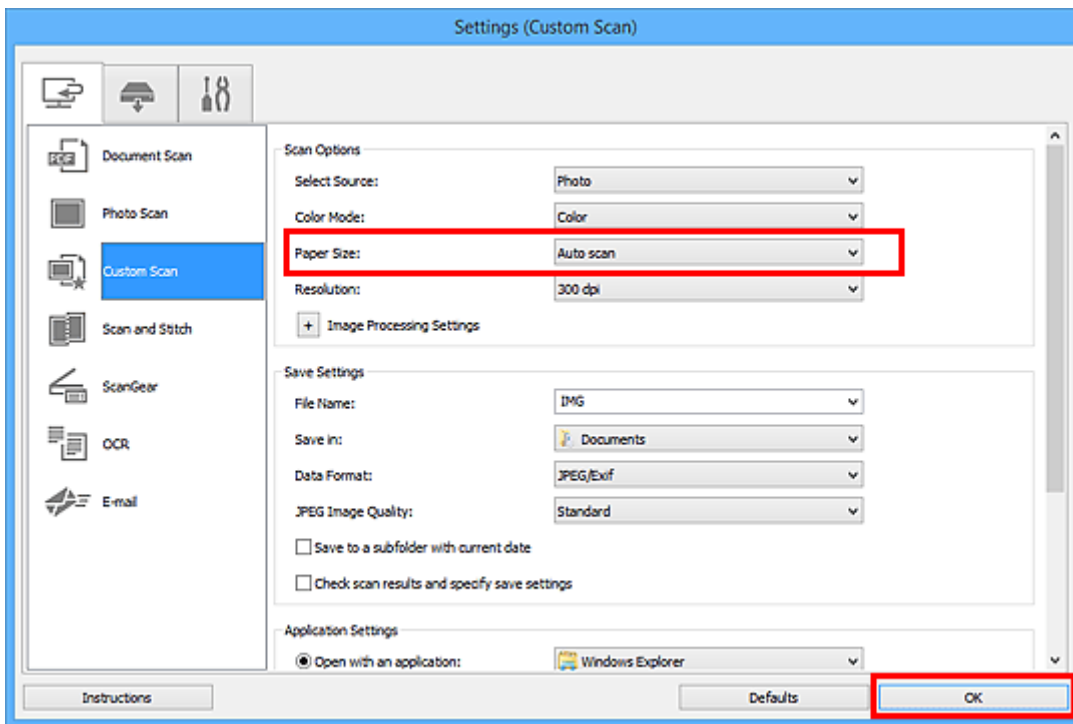 Settings (Custom Scan)
Document Scan
Photo Scan
Custom Scan
Scan and Stitch
ScanGear
OCR
E-mail
Scan Options
Select Source: Photo
Color Mode: Color
Paper Size: Auto scan
Resolution: 300 dpi
+ Image Processing Settings
Save Settings
File Name: IMG
Save in: Documents
Data Format: JPEG/Exif
JPEG Image Quality: Standard
Save to a subfolder with current date
Check scan results and specify save settings
Application Settings
Open with an application: Windows Explorer
Instructions Defaults OK